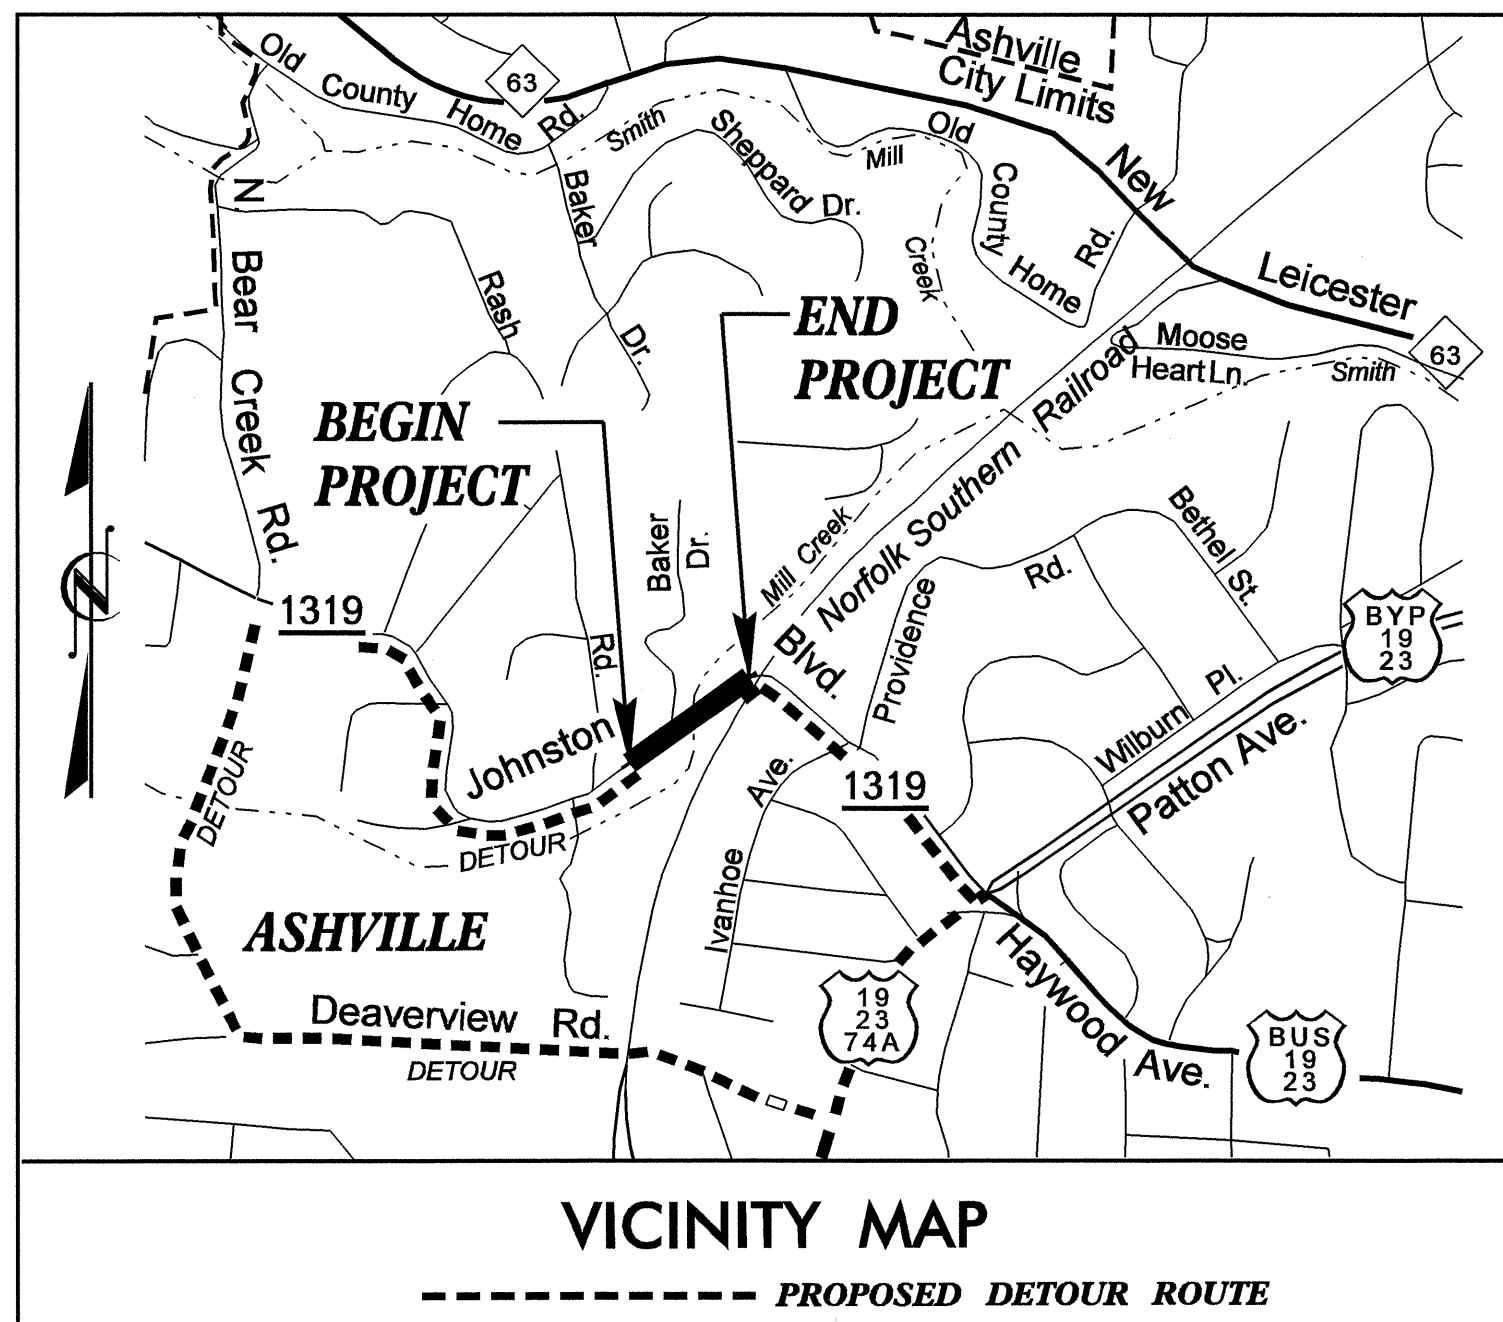 Ashville
City Limits
Old County Home Rd.
63
Smith Mill Creek
Sheppard Dr.
Old County Home Rd.
New Leicester
63
N. Bear Creek Rd.
Rash Rd.
Baker Dr.
END
PROJECT
Moose
Heart Ln.
Smith Mill Creek
Norfolk Southern Railroad
BEGIN
PROJECT
Baker
Dr.
Bethel St.
Providence Rd.
BYP
19
23
1319
Johnston Blvd.
Wilburn Pl.
Patton Ave.
N
DETOUR
DETOUR
Ivanhoe Ave.
1319
ASHVILLE
Haywood Ave.
Deaverview Rd.
DETOUR
19
23
74A
BUS
19
23
VICINITY MAP
PROPOSED DETOUR ROUTE